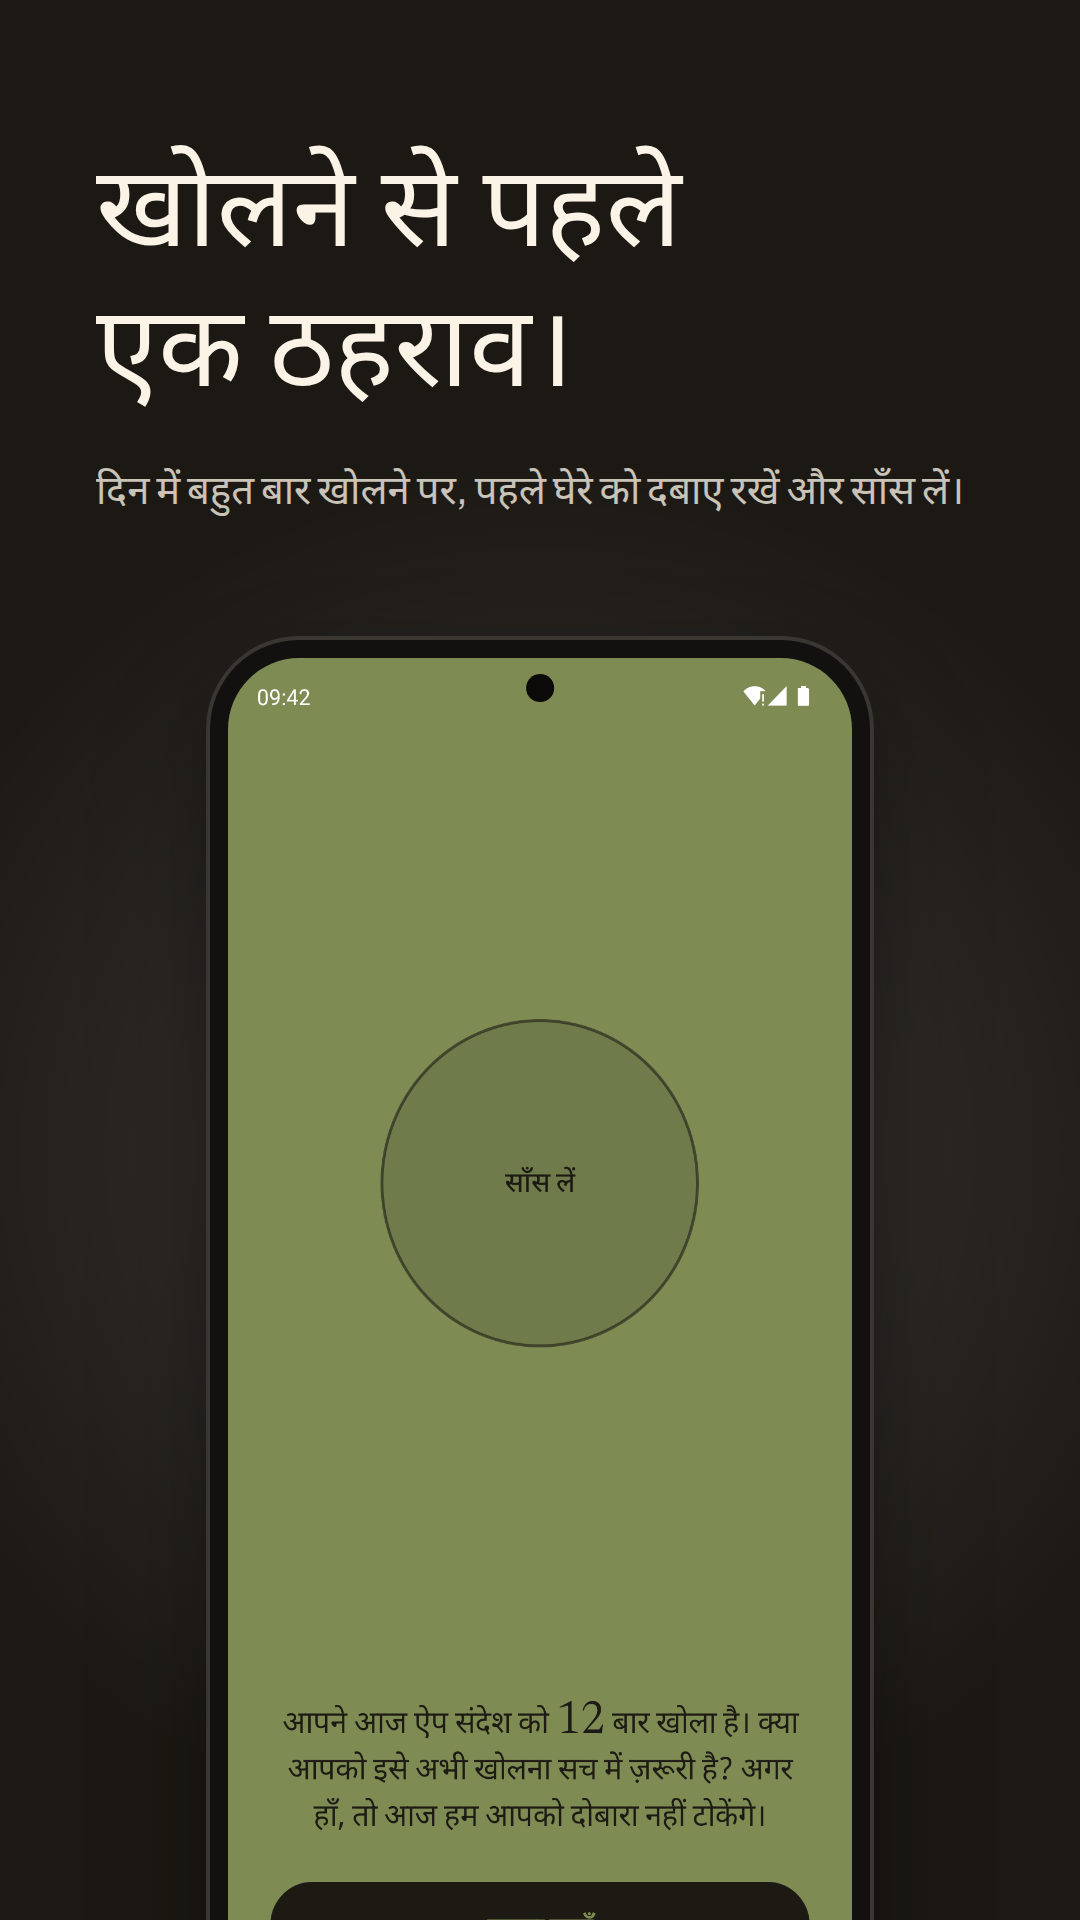 खोलने से पहले
एक ठहराव।
दिन में बहुत बार खोलने पर, पहले घेरे को दबाए रखें और साँस लें।
09:42
साँस लें
आपने आज ऐप संदेश को 12 बार खोला है। क्या
आपको इसे अभी खोलना सच में ज़रूरी है? अगर
हाँ, तो आज हम आपको दोबारा नहीं टोकेंगे।